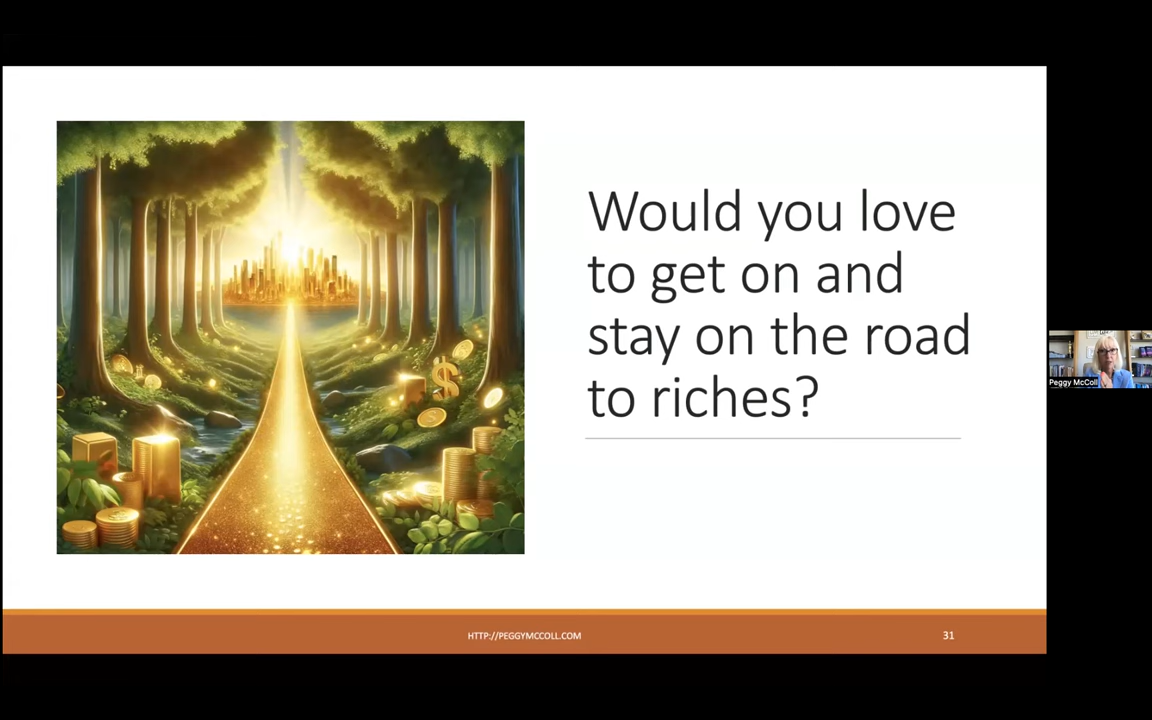 Would you love
to get on and
stay on the road
to riches?
$
Peggy McColl
HTTP://PEGGYMCCOLL.COM
31